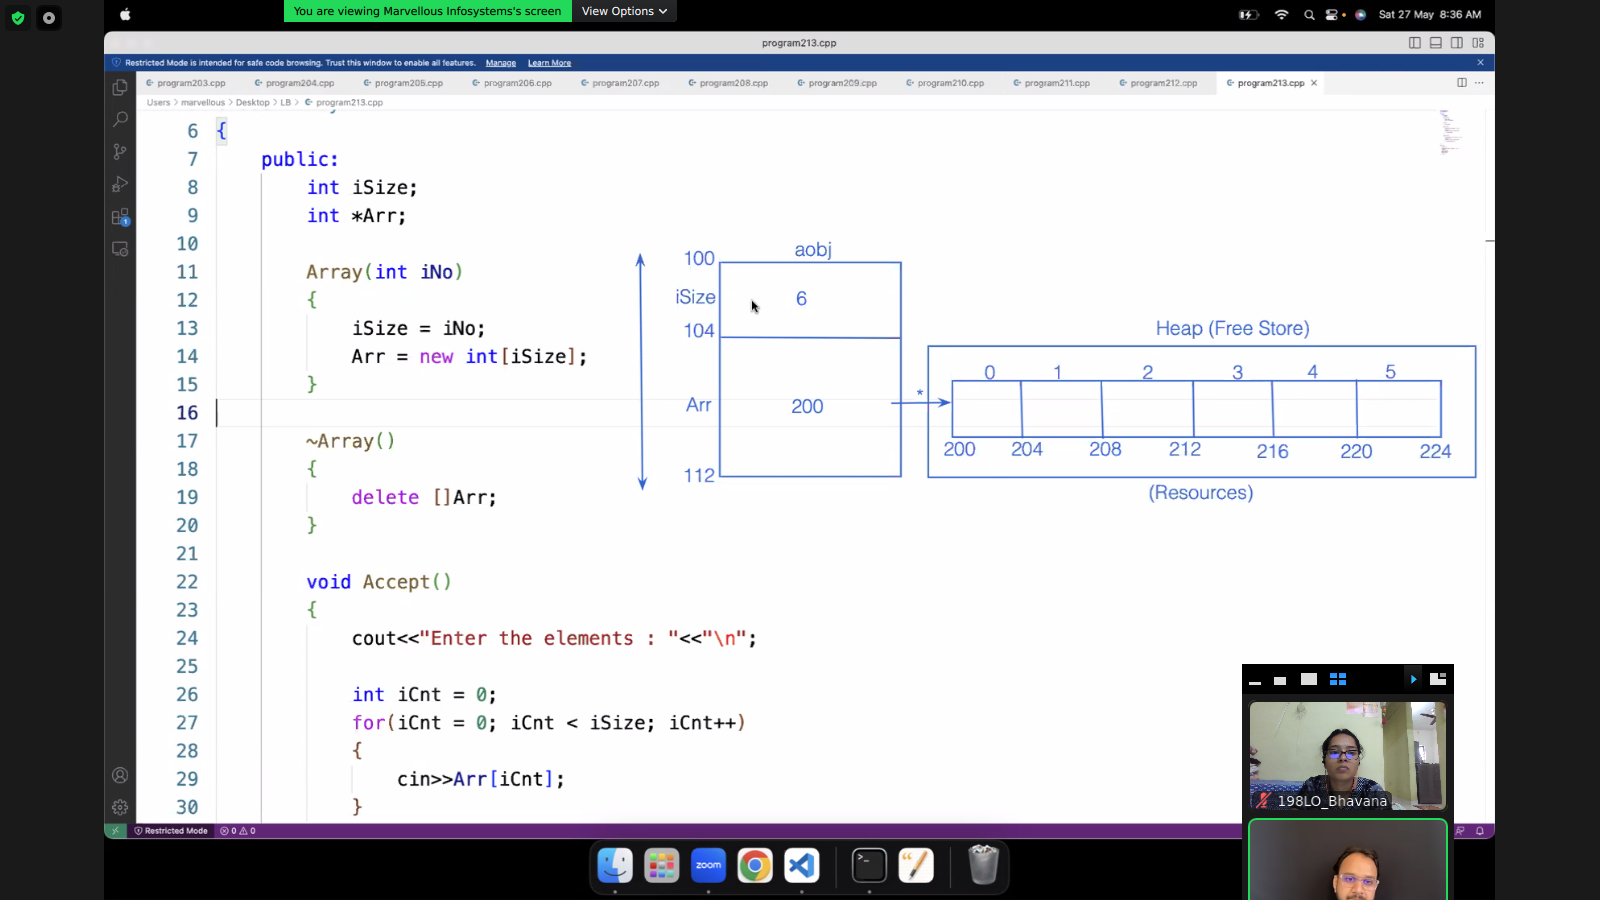 You are viewing Marvellous Infosystems's screen
View Options
Sat 27 May 8:36 AM
program213.cpp
Restricted Mode is intended for safe code browsing. Trust this window to enable all features. Manage Learn More
program203.cpp program204.cpp program205.cpp program206.cpp program207.cpp program208.cpp program209.cpp program210.cpp program211.cpp program212.cpp program213.cpp
Users > marvellous > Desktop > LB > program213.cpp
6 {
7 public:
8 int iSize;
9 int *Arr;
10
11 Array(int iNo)
12 {
13 iSize = iNo;
14 Arr = new int[iSize];
15 }
16
17 ~Array()
18 {
19 delete []Arr;
20 }
21
22 void Accept()
23 {
24 cout<<"Enter the elements : "<<"\n";
25
26 int iCnt = 0;
27 for(iCnt = 0; iCnt < iSize; iCnt++)
28 {
29 cin>>Arr[iCnt];
30 }
aobj
100
iSize 6
104
Arr 200
112
*
Heap (Free Store)
0 1 2 3 4 5
200 204 208 212 216 220 224
(Resources)
198LO_Bhavana
Restricted Mode 0 0
zoom